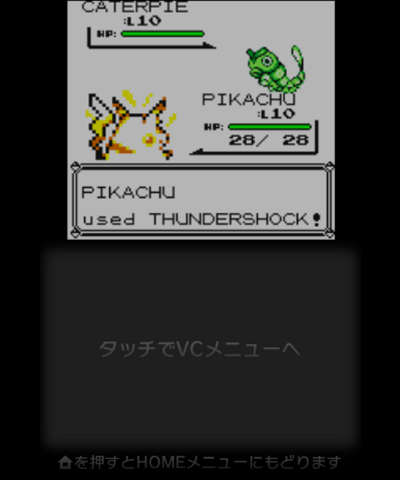 CATERPIE
:L10
HP:
PIKACHU
:L10
HP:
28/ 28
PIKACHU
used THUNDERSHOCK!
タッチでVCメニューへ
を押すとHOMEメニューにもどります